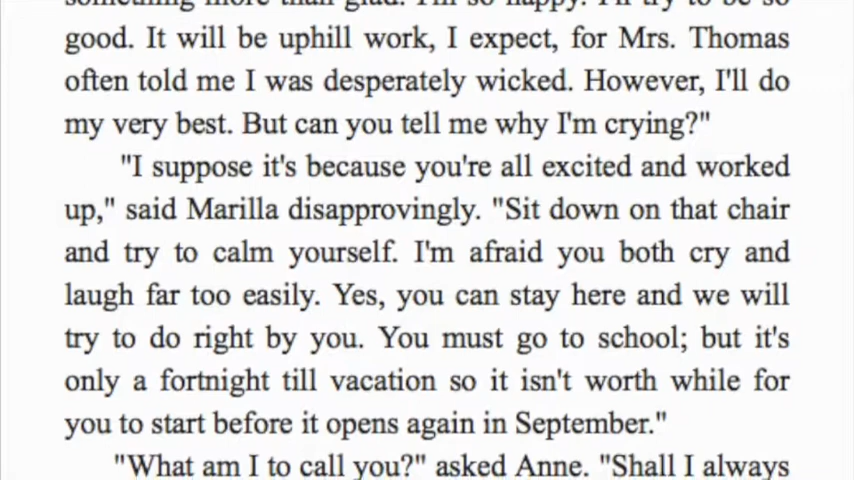 something more than glad. I'm so happy. I'll try to be so
good. It will be uphill work, I expect, for Mrs. Thomas
often told me I was desperately wicked. However, I'll do
my very best. But can you tell me why I'm crying?"
"I suppose it's because you're all excited and worked
up," said Marilla disapprovingly. "Sit down on that chair
and try to calm yourself. I'm afraid you both cry and
laugh far too easily. Yes, you can stay here and we will
try to do right by you. You must go to school; but it's
only a fortnight till vacation so it isn't worth while for
you to start before it opens again in September."
"What am I to call you?" asked Anne. "Shall I always